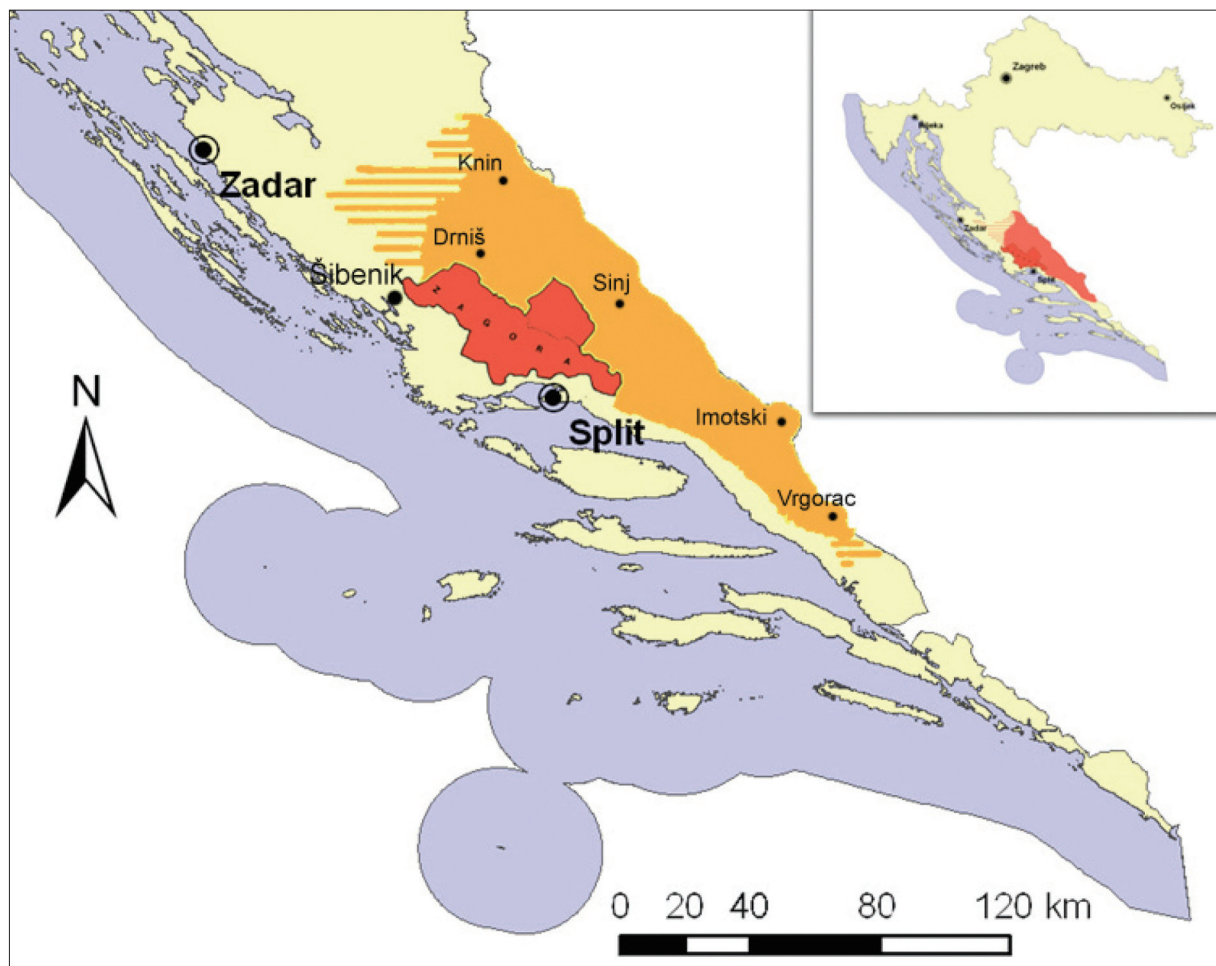 Zagreb
Osijek
Rijeka
Zadar
Split
Zadar
Knin
Drniš
Šibenik
Sinj
ZAGORA
Split
Imotski
Vrgorac
N
0 20 40 80 120 km